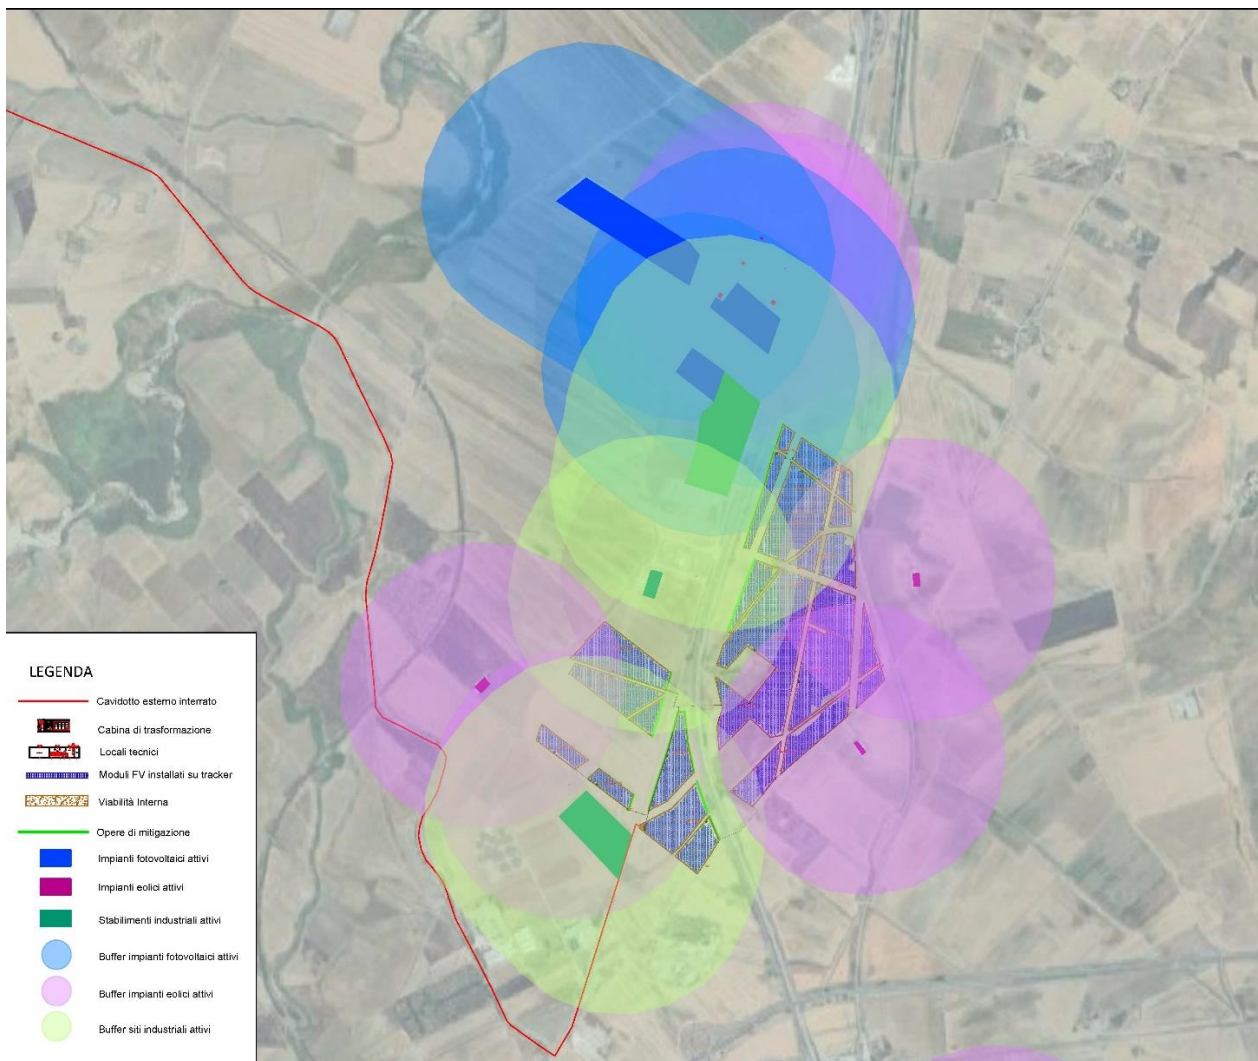 LEGENDA
Cavidotto esterno interrato
Cabina di trasformazione
Locali tecnici
Moduli FV installati su tracker
Viabilità Interna
Opere di mitigazione
Impianti fotovoltaici attivi
Impianti eolici attivi
Stabilimenti industriali attivi
Buffer impianti fotovoltaici attivi
Buffer impianti eolici attivi
Buffer siti industriali attivi